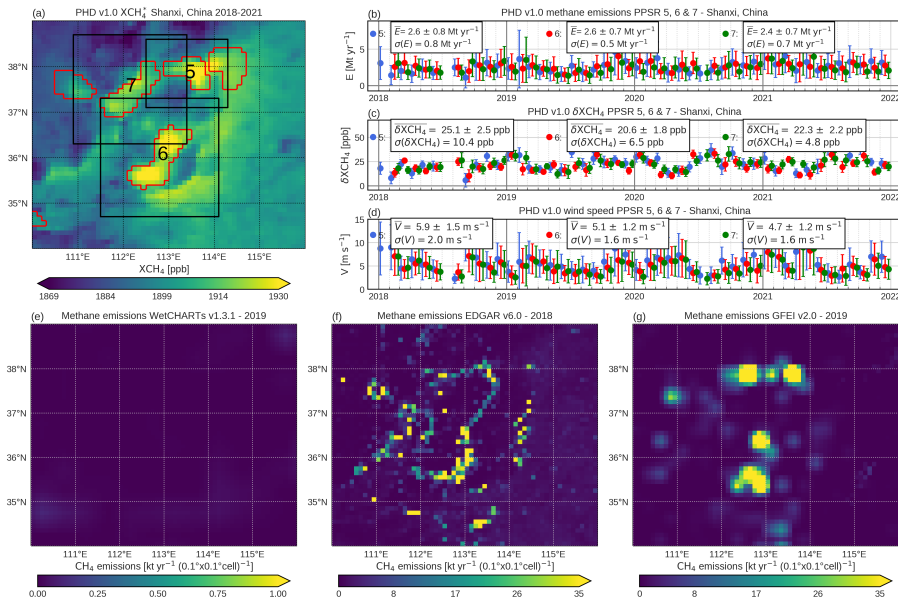 (a) PHD v1.0 XCH₄⁺ Shanxi, China 2018-2021
38°N
37°N
36°N
35°N
5
7
6
111°E 112°E 113°E 114°E 115°E
XCH₄ [ppb]
1869 1884 1899 1914 1930
(b) PHD v1.0 methane emissions PPSR 5, 6 & 7 - Shanxi, China
E [Mt yr⁻¹]
5
0
5:
E̅= 2.6 ± 0.8 Mt yr⁻¹
σ(E) = 0.8 Mt yr⁻¹
6:
E̅= 2.6 ± 0.7 Mt yr⁻¹
σ(E) = 0.5 Mt yr⁻¹
7:
E̅= 2.4 ± 0.7 Mt yr⁻¹
σ(E) = 0.7 Mt yr⁻¹
2018 2019 2020 2021 2022
(c) PHD v1.0 δXCH₄ PPSR 5, 6 & 7 - Shanxi, China
δXCH₄ [ppb]
50
25
0
5:
δXCH₄ = 25.1 ± 2.5 ppb
σ(δXCH₄) = 10.4 ppb
6:
δXCH₄ = 20.6 ± 1.8 ppb
σ(δXCH₄) = 6.5 ppb
7:
δXCH₄ = 22.3 ± 2.2 ppb
σ(δXCH₄) = 4.8 ppb
2018 2019 2020 2021 2022
(d) PHD v1.0 wind speed PPSR 5, 6 & 7 - Shanxi, China
V [m s⁻¹]
15
10
5
0
5:
V̅ = 5.9 ± 1.5 m s⁻¹
σ(V) = 2.0 m s⁻¹
6:
V̅ = 5.1 ± 1.2 m s⁻¹
σ(V) = 1.6 m s⁻¹
7:
V̅ = 4.7 ± 1.2 m s⁻¹
σ(V) = 1.6 m s⁻¹
2018 2019 2020 2021 2022
(e) Methane emissions WetCHARTs v1.3.1 - 2019
38°N
37°N
36°N
35°N
111°E 112°E 113°E 114°E 115°E
CH₄ emissions [kt yr⁻¹ (0.1°x0.1°cell)⁻¹]
0.00 0.25 0.50 0.75 1.00
(f) Methane emissions EDGAR v6.0 - 2018
38°N
37°N
36°N
35°N
111°E 112°E 113°E 114°E 115°E
CH₄ emissions [kt yr⁻¹ (0.1°x0.1°cell)⁻¹]
0 8 17 26 35
(g) Methane emissions GFEI v2.0 - 2019
38°N
37°N
36°N
35°N
111°E 112°E 113°E 114°E 115°E
CH₄ emissions [kt yr⁻¹ (0.1°x0.1°cell)⁻¹]
0 8 17 26 35